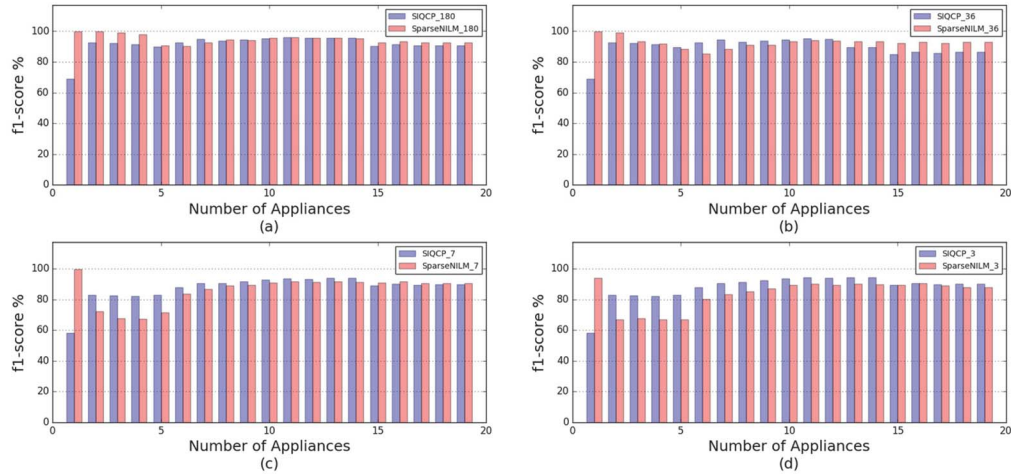 SIQCP_180
SparseNILM_180
f1-score %
100
80
60
40
20
0
0 5 10 15 20
Number of Appliances
(a)
SIQCP_36
SparseNILM_36
f1-score %
100
80
60
40
20
0
0 5 10 15 20
Number of Appliances
(b)
SIQCP_7
SparseNILM_7
f1-score %
100
80
60
40
20
0
0 5 10 15 20
Number of Appliances
(c)
SIQCP_3
SparseNILM_3
f1-score %
100
80
60
40
20
0
0 5 10 15 20
Number of Appliances
(d)